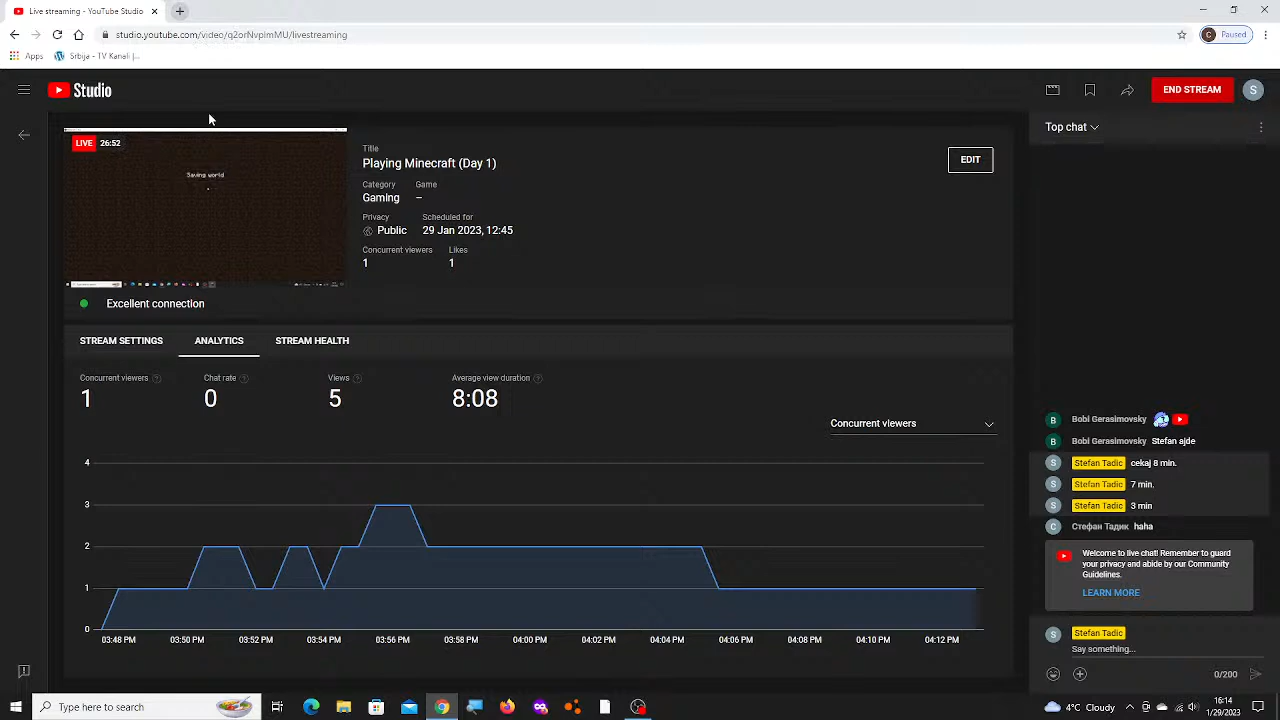 Live streaming - YouTube Studio
studio.youtube.com/video/q2orNvpImMU/livestreaming
C Paused
Apps
Srbija - TV Kanali |...
Studio
END STREAM
S
LIVE 26:52
Saving world
Title
Playing Minecraft (Day 1)
EDIT
Category Game
Gaming –
Privacy Scheduled for
Public 29 Jan 2023, 12:45
Concurrent viewers Likes
1 1
Excellent connection
STREAM SETTINGS ANALYTICS STREAM HEALTH
Concurrent viewers Chat rate Views Average view duration
1 0 5 8:08
Concurrent viewers
4
3
2
1
0
03:48 PM 03:50 PM 03:52 PM 03:54 PM 03:56 PM 03:58 PM 04:00 PM 04:02 PM 04:04 PM 04:06 PM 04:08 PM 04:10 PM 04:12 PM
Top chat
B Bobi Gerasimovsky
B Bobi Gerasimovsky Stefan ajde
S Stefan Tadic cekaj 8 min.
S Stefan Tadic 7 min.
S Stefan Tadic 3 min
C Стефан Тадик haha
Welcome to live chat! Remember to guard
your privacy and abide by our Community
Guidelines.
LEARN MORE
S Stefan Tadic
Say something...
0/200
Type here to search
4°C Cloudy
16:14
1/29/2023